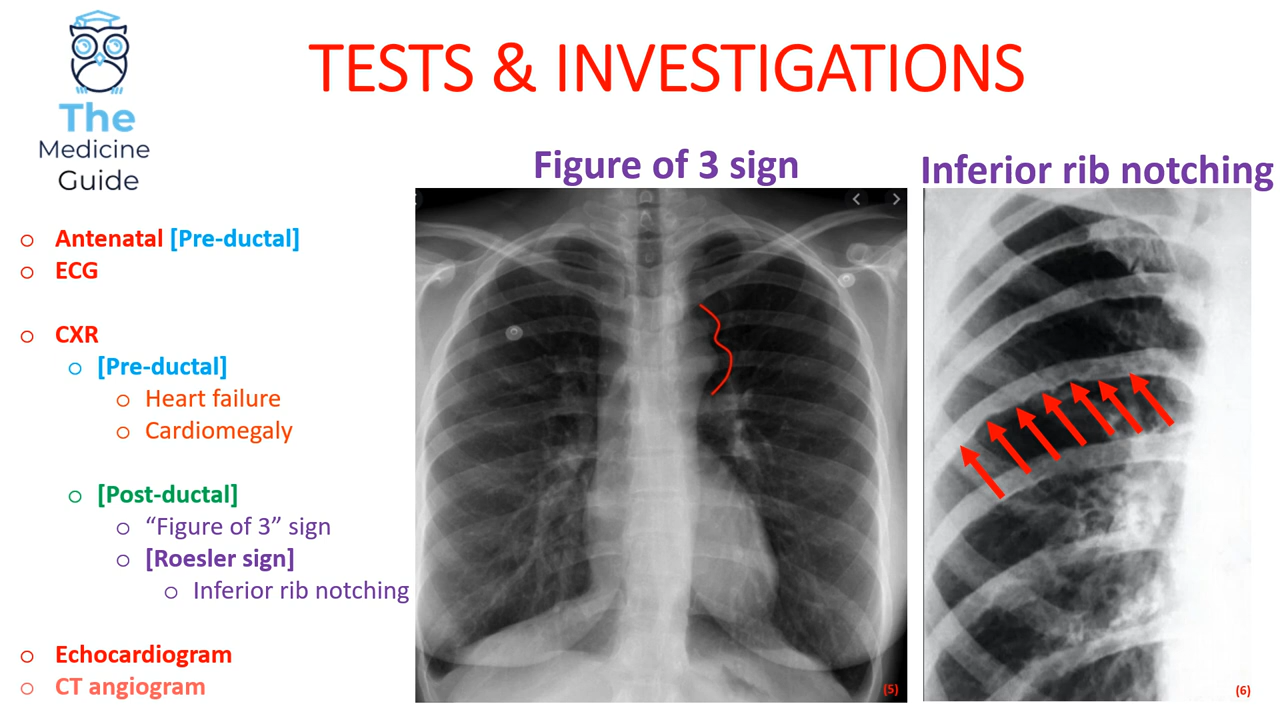 The
Medicine
Guide
TESTS & INVESTIGATIONS
Figure of 3 sign
Inferior rib notching
Antenatal [Pre-ductal]
ECG
CXR
[Pre-ductal]
Heart failure
Cardiomegaly
[Post-ductal]
“Figure of 3” sign
[Roesler sign]
Inferior rib notching
Echocardiogram
CT angiogram
(5)
(6)